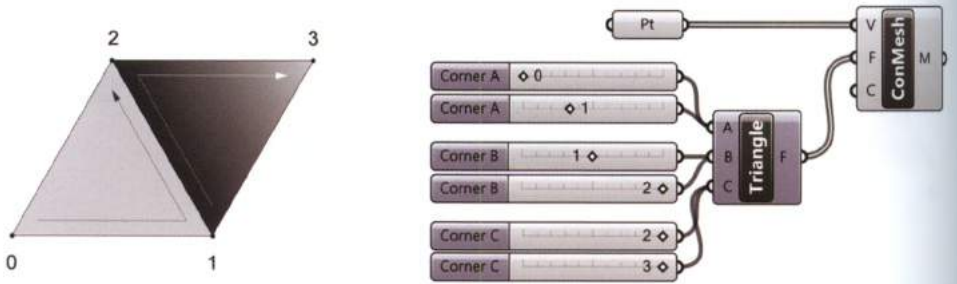 2 3
0 1
Pt
V
F
C
ConMesh
M
Corner A 0
Corner A 1
Corner B 1
Corner B 2
Corner C 2
Corner C 3
A
B
C
Triangle
F